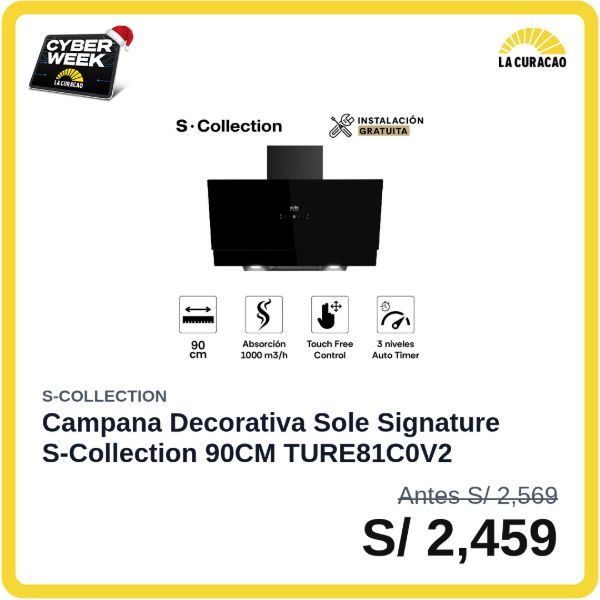 CYBER
WEEK
LA CURACAO
LA CURACAO
S·Collection
INSTALACIÓN
GRATUITA
sole
90
cm
Absorción
1000 m3/h
Touch Free
Control
3 niveles
Auto Timer
S-COLLECTION
Campana Decorativa Sole Signature
S-Collection 90CM TURE81C0V2
Antes S/ 2,569
S/ 2,459